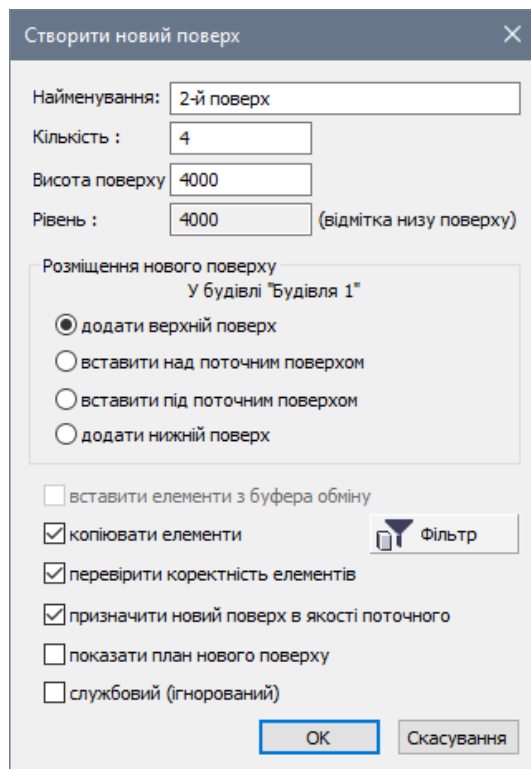 Створити новий поверх
Найменування: 2-й поверх
Кількість : 4
Висота поверху 4000
Рівень : 4000 (відмітка низу поверху)
Розміщення нового поверху
У будівлі "Будівля 1"
додати верхній поверх
вставити над поточним поверхом
вставити під поточним поверхом
додати нижній поверх
вставити елементи з буфера обміну
копіювати елементи Фільтр
перевірити коректність елементів
призначити новий поверх в якості поточного
показати план нового поверху
службовий (ігнорований)
ОК Скасування